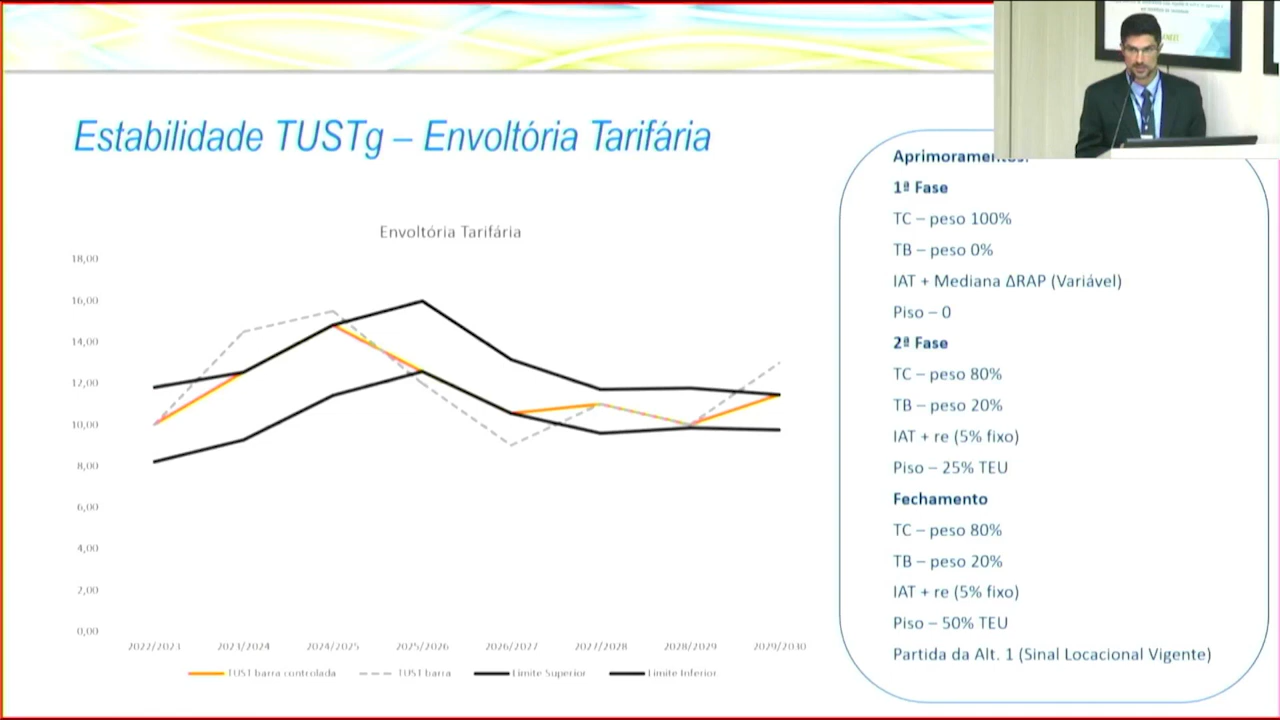 Estabilidade TUSTg – Envoltória Tarifária
Envoltória Tarifária
18,00
16,00
14,00
12,00
10,00
8,00
6,00
4,00
2,00
0,00
2022/2023 2023/2024 2024/2025 2025/2026 2026/2027 2027/2028 2028/2029 2029/2030
TUST barra controlada TUST barra Limite Superior Limite Inferior
Aprimoramentos:
1ª Fase
TC – peso 100%
TB – peso 0%
IAT + Mediana ΔRAP (Variável)
Piso – 0
2ª Fase
TC – peso 80%
TB – peso 20%
IAT + re (5% fixo)
Piso – 25% TEU
Fechamento
TC – peso 80%
TB – peso 20%
IAT + re (5% fixo)
Piso – 50% TEU
Partida da Alt. 1 (Sinal Locacional Vigente)